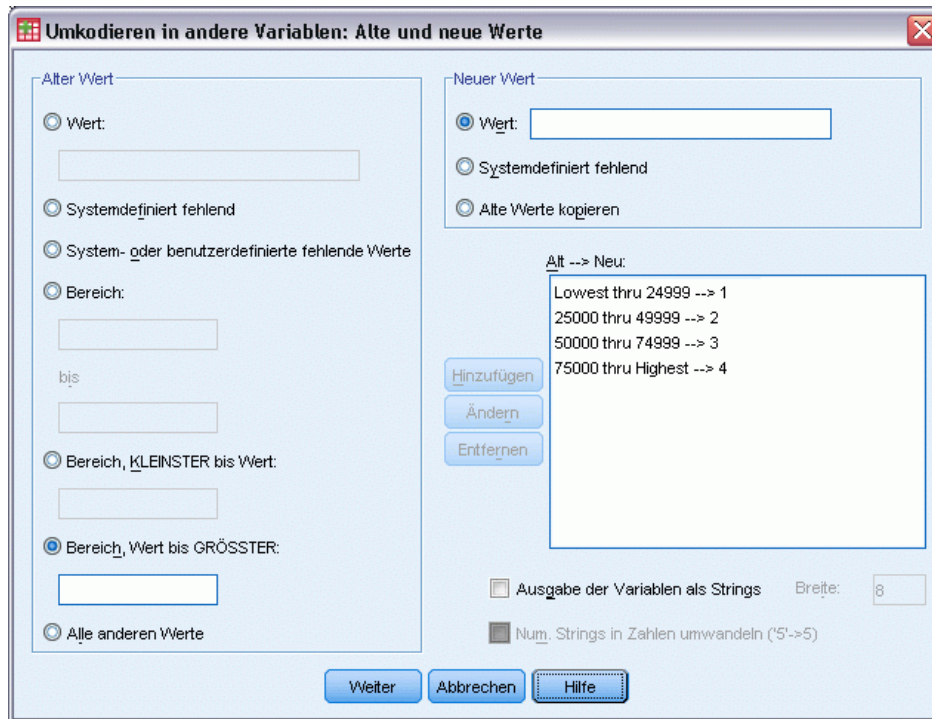 Umkodieren in andere Variablen: Alte und neue Werte
Alter Wert
Wert:
Systemdefiniert fehlend
System- oder benutzerdefinierte fehlende Werte
Bereich:
bis
Bereich, KLEINSTER bis Wert:
Bereich, Wert bis GRÖSSTER:
Alle anderen Werte
Neuer Wert
Wert:
Systemdefiniert fehlend
Alte Werte kopieren
Alt --> Neu:
Lowest thru 24999 --> 1
25000 thru 49999 --> 2
50000 thru 74999 --> 3
75000 thru Highest --> 4
Hinzufügen
Ändern
Entfernen
Ausgabe der Variablen als Strings Breite: 8
Num. Strings in Zahlen umwandeln ('5'->5)
Weiter Abbrechen Hilfe